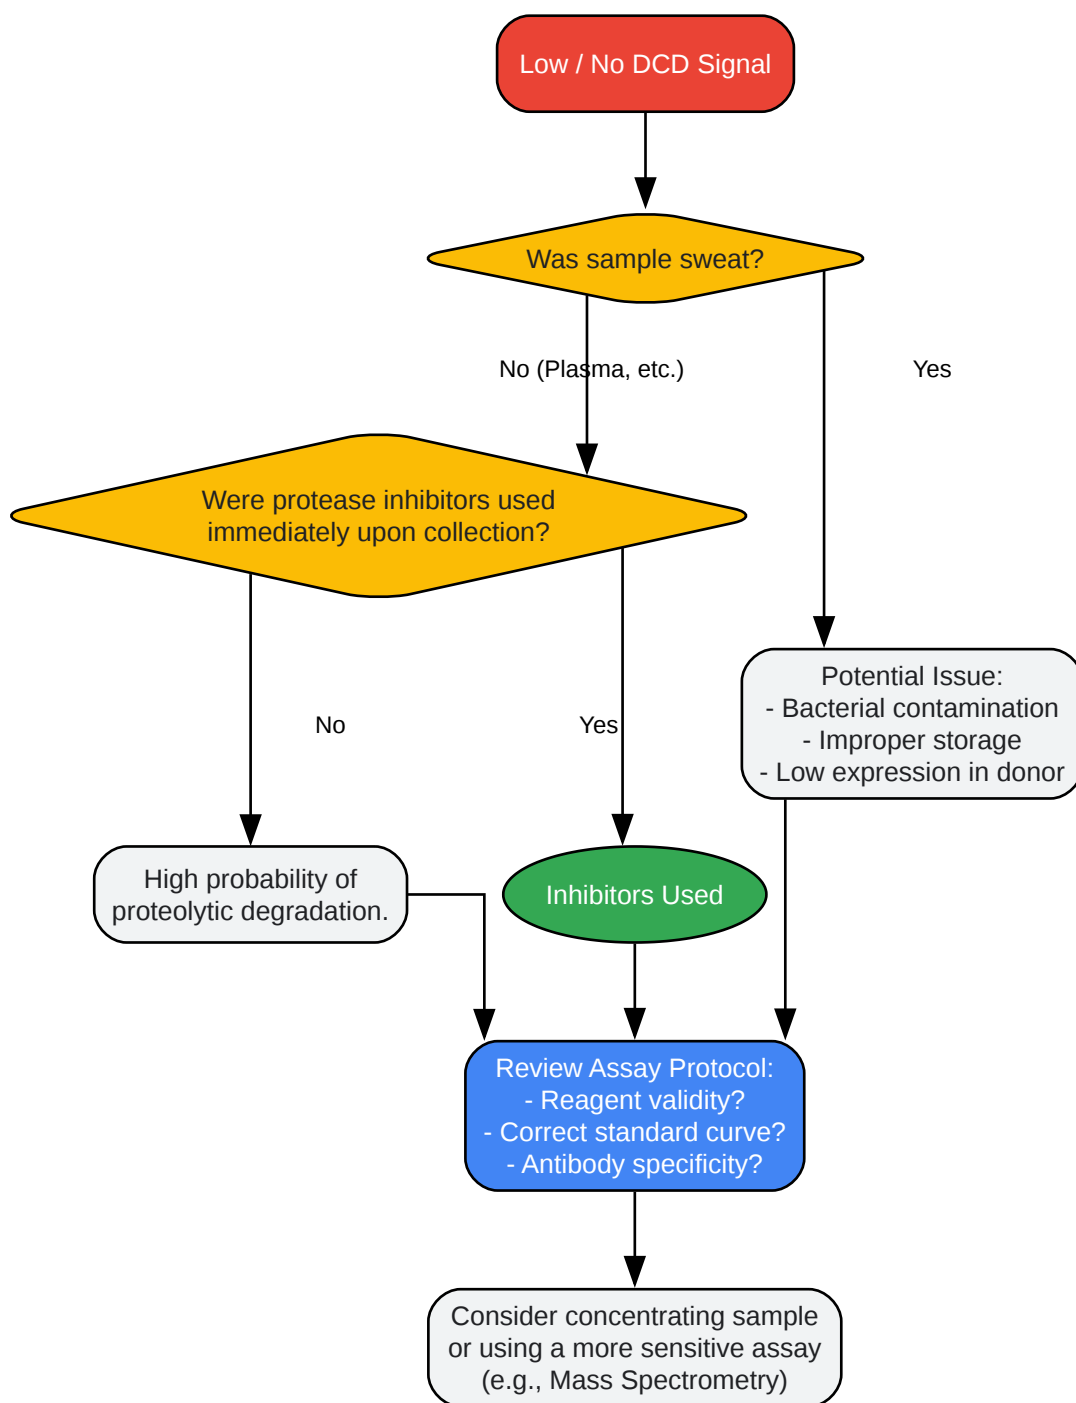 Low / No DCD Signal
Was sample sweat?
No (Plasma, etc.)
Yes
Were protease inhibitors used
immediately upon collection?
No
Yes
Potential Issue:
- Bacterial contamination
- Improper storage
- Low expression in donor
High probability of
proteolytic degradation.
Inhibitors Used
Review Assay Protocol:
- Reagent validity?
- Correct standard curve?
- Antibody specificity?
Consider concentrating sample
or using a more sensitive assay
(e.g., Mass Spectrometry)